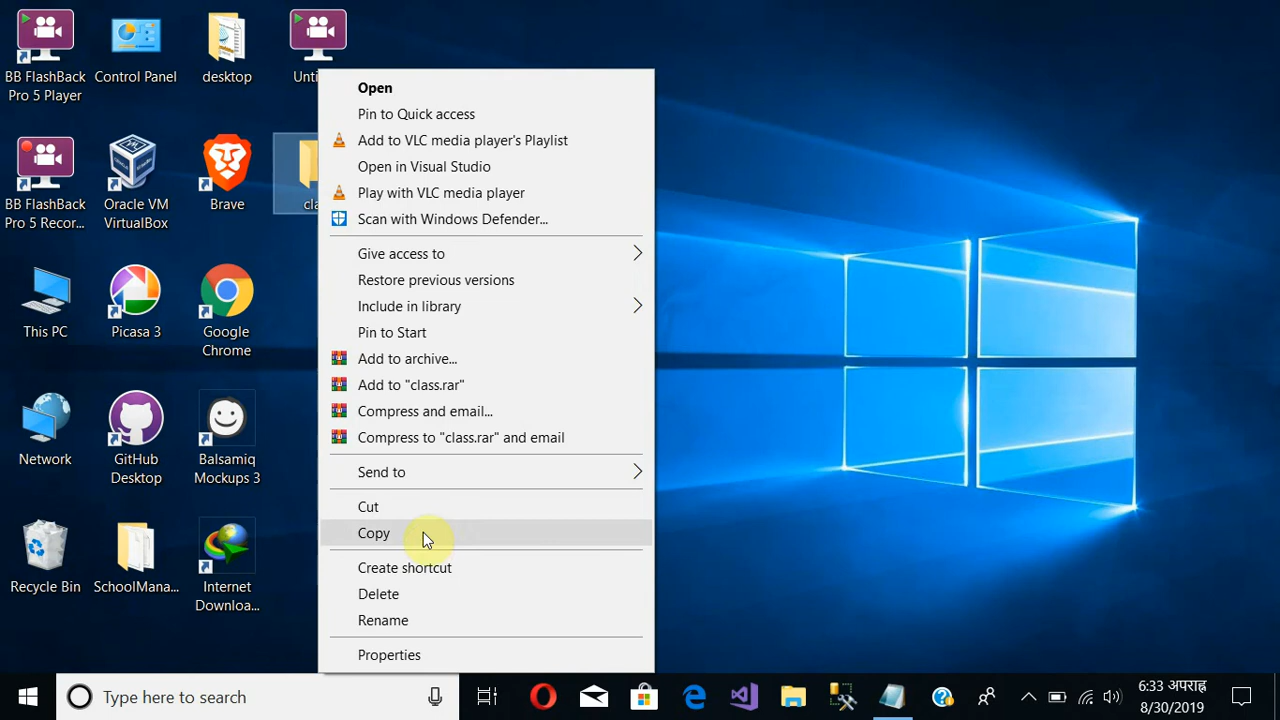 BB FlashBack
Pro 5 Player
Control Panel
desktop
Unti
BB FlashBack
Pro 5 Recor...
Oracle VM
VirtualBox
Brave
cla
This PC
Picasa 3
Google
Chrome
Network
GitHub
Desktop
Balsamiq
Mockups 3
Recycle Bin
SchoolMana...
Internet
Downloa...
Open
Pin to Quick access
Add to VLC media player's Playlist
Open in Visual Studio
Play with VLC media player
Scan with Windows Defender...
Give access to
Restore previous versions
Include in library
Pin to Start
Add to archive...
Add to "class.rar"
Compress and email...
Compress to "class.rar" and email
Send to
Cut
Copy
Create shortcut
Delete
Rename
Properties
Type here to search
6:33 अपराह्न
8/30/2019